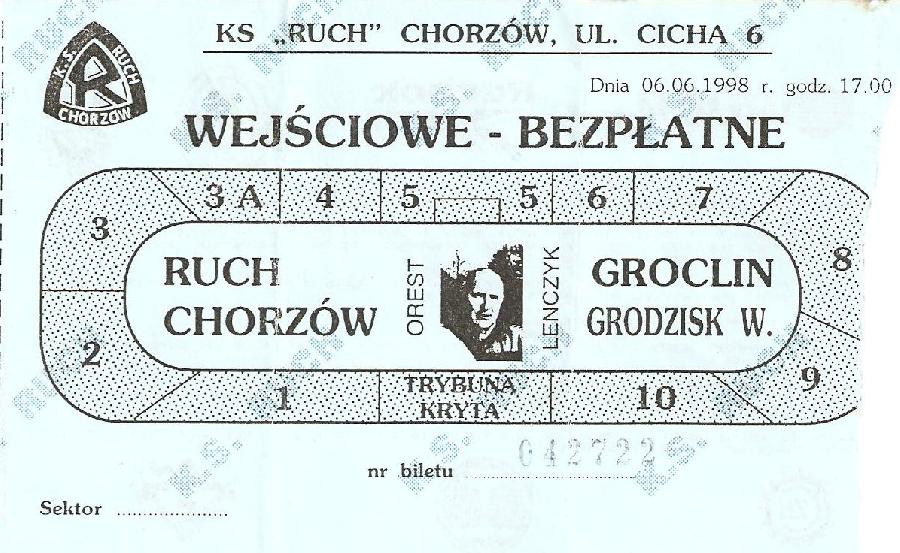 KS „RUCH” CHORZÓW, UL. CICHA 6
K.S. RUCH
R
CHORZÓW
Dnia 06.06.1998 r. godz. 17.00
WEJŚCIOWE - BEZPŁATNE
3 A 4 5 5 6 7
3 8
RUCH CHORZÓW
OREST LENCZYK
GROCLIN GRODZISK W.
2 9
1 TRYBUNA KRYTA 10
nr biletu 0427722
Sektor